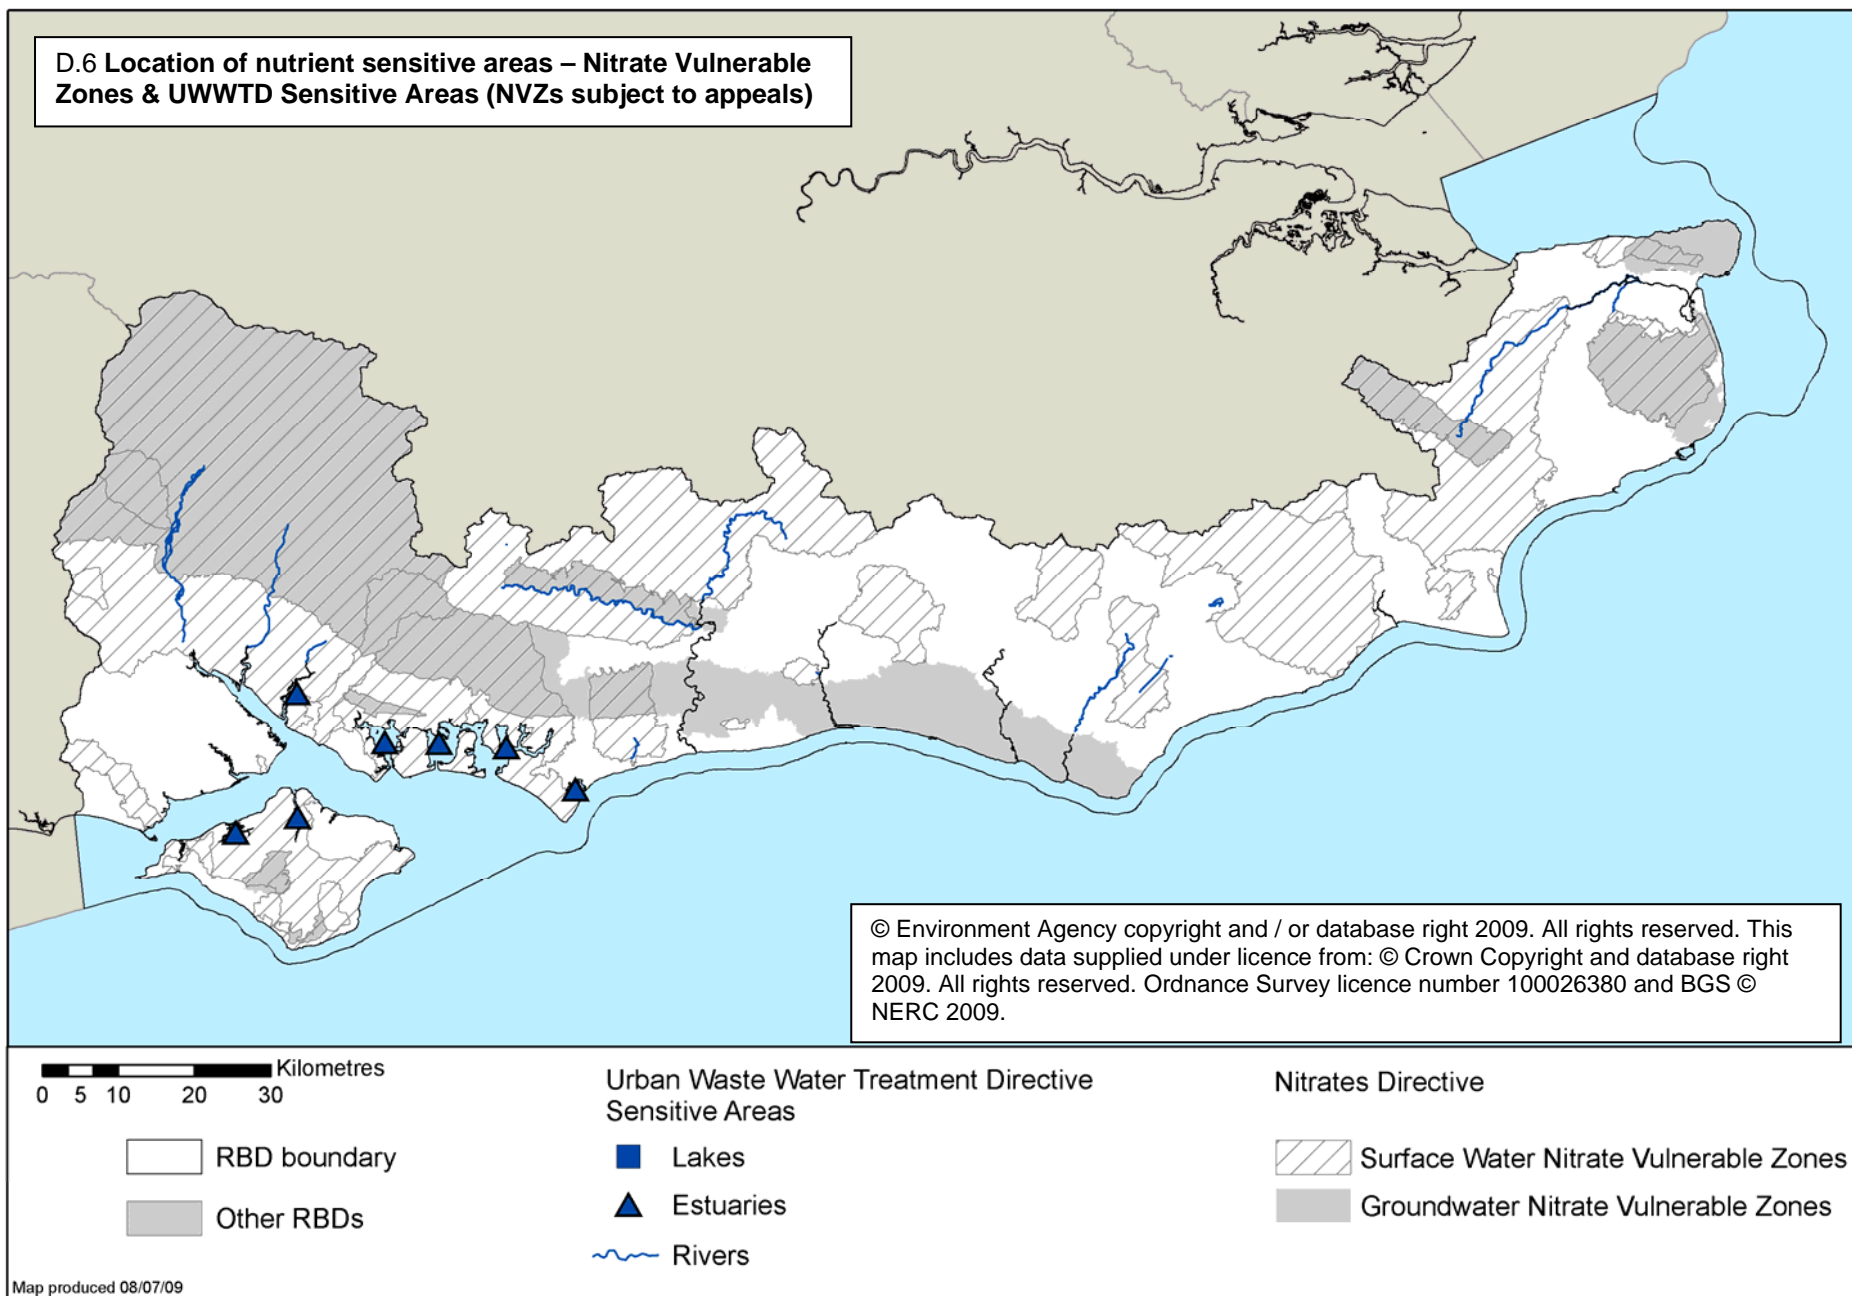 D.6 Location of nutrient sensitive areas – Nitrate Vulnerable
Zones & UWWTD Sensitive Areas (NVZs subject to appeals)
© Environment Agency copyright and / or database right 2009. All rights reserved. This
map includes data supplied under licence from: © Crown Copyright and database right
2009. All rights reserved. Ordnance Survey licence number 100026380 and BGS ©
NERC 2009.
Kilometres
0 5 10 20 30
RBD boundary
Other RBDs
Urban Waste Water Treatment Directive
Sensitive Areas
Lakes
Estuaries
Rivers
Nitrates Directive
Surface Water Nitrate Vulnerable Zones
Groundwater Nitrate Vulnerable Zones
Map produced 08/07/09